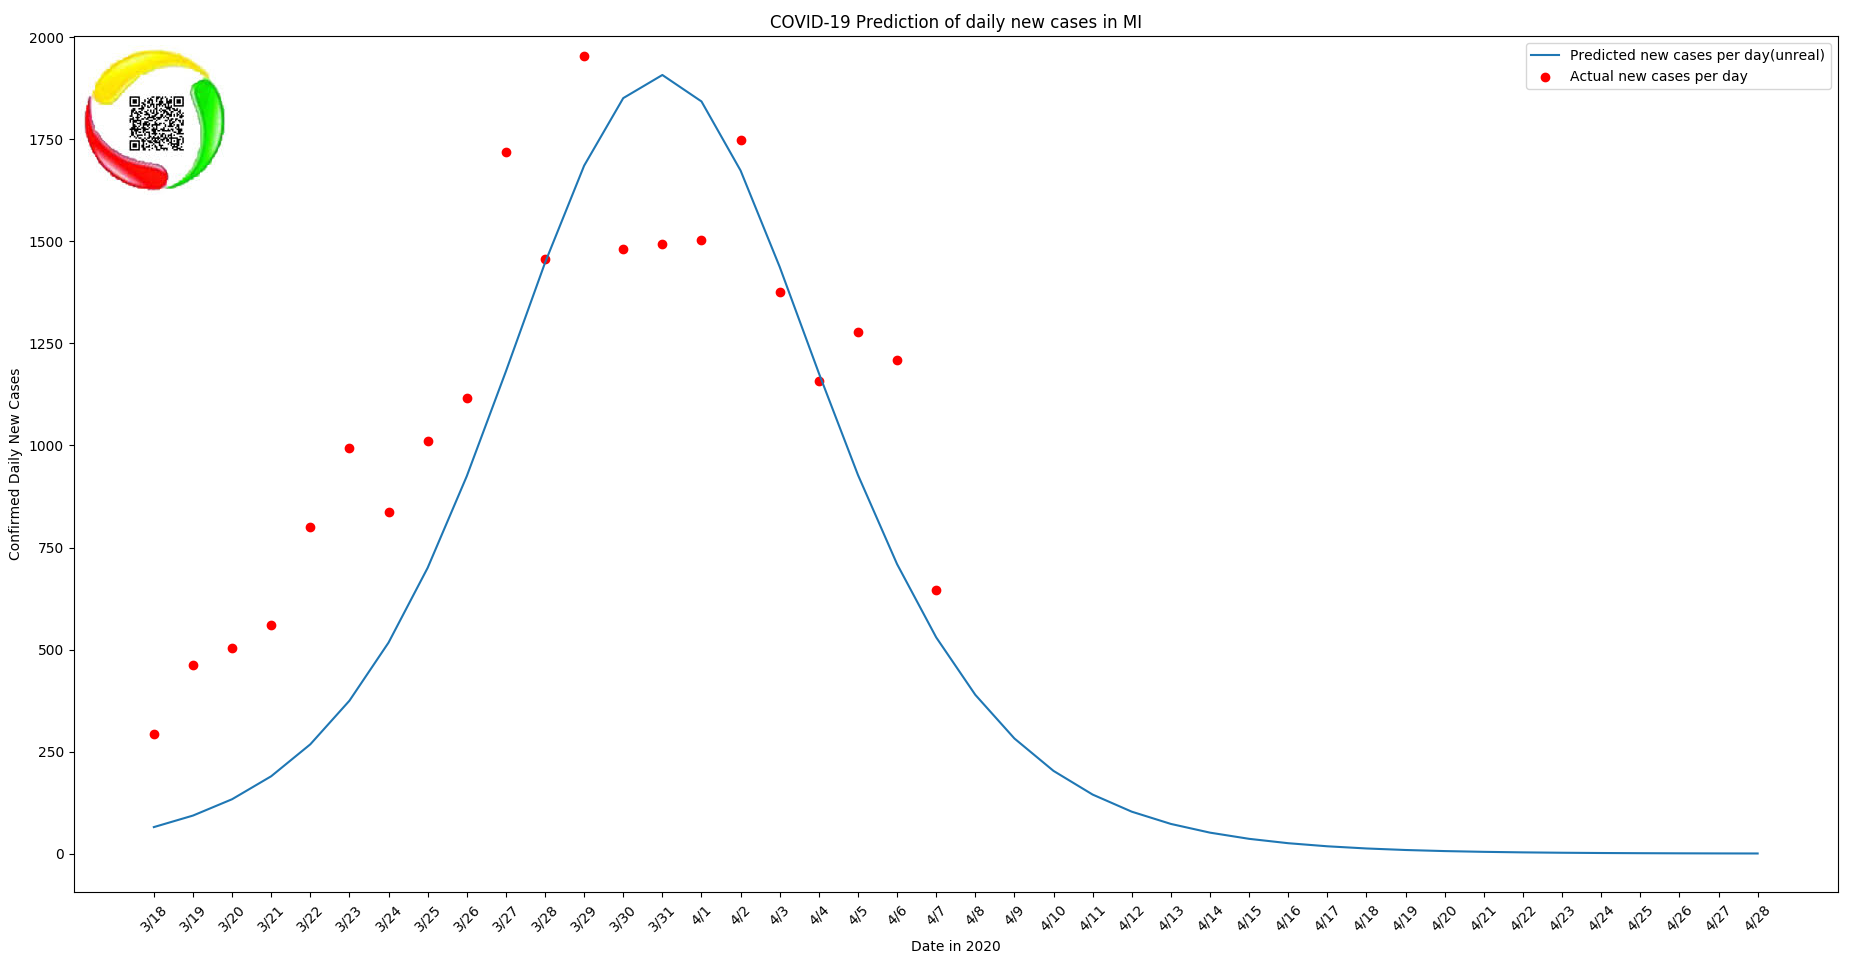 COVID-19 Prediction of daily new cases in MI
Predicted new cases per day(unreal)
Actual new cases per day
Confirmed Daily New Cases
2000
1750
1500
1250
1000
750
500
250
0
3/18 3/19 3/20 3/21 3/22 3/23 3/24 3/25 3/26 3/27 3/28 3/29 3/30 3/31 4/1 4/2 4/3 4/4 4/5 4/6 4/7 4/8 4/9 4/10 4/11 4/12 4/13 4/14 4/15 4/16 4/17 4/18 4/19 4/20 4/21 4/22 4/23 4/24 4/25 4/26 4/27 4/28
Date in 2020